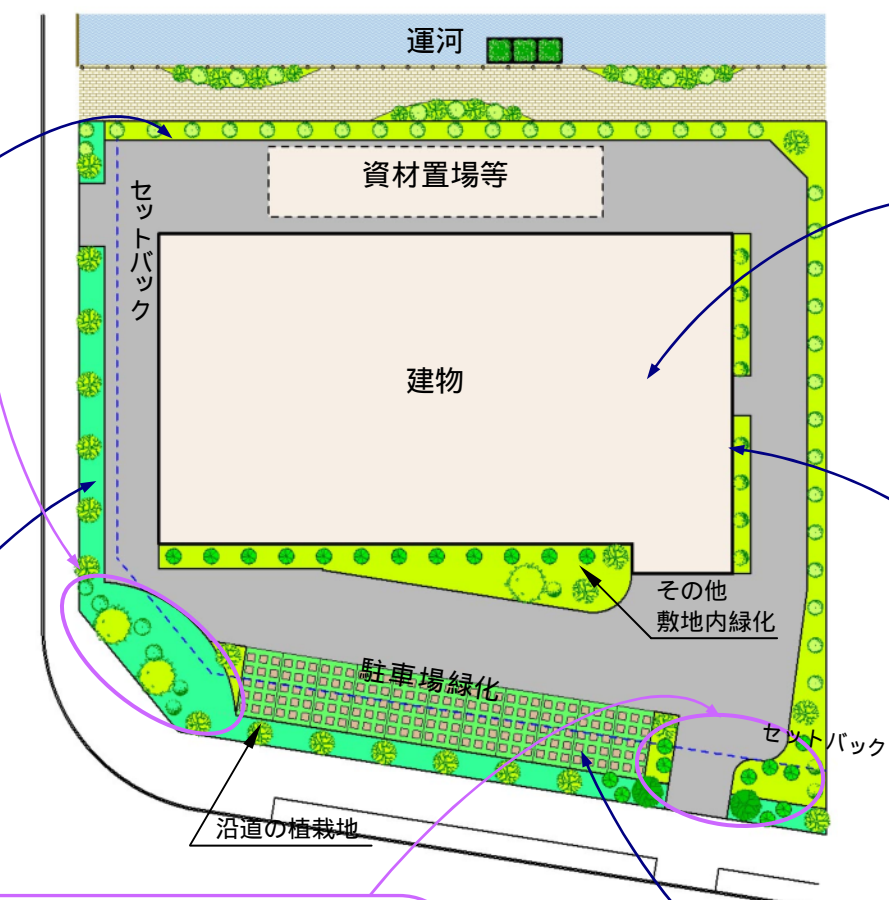 運河
資材置場等
セットバック
建物
その他
敷地内緑化
駐車場緑化
セットバック
沿道の植栽地